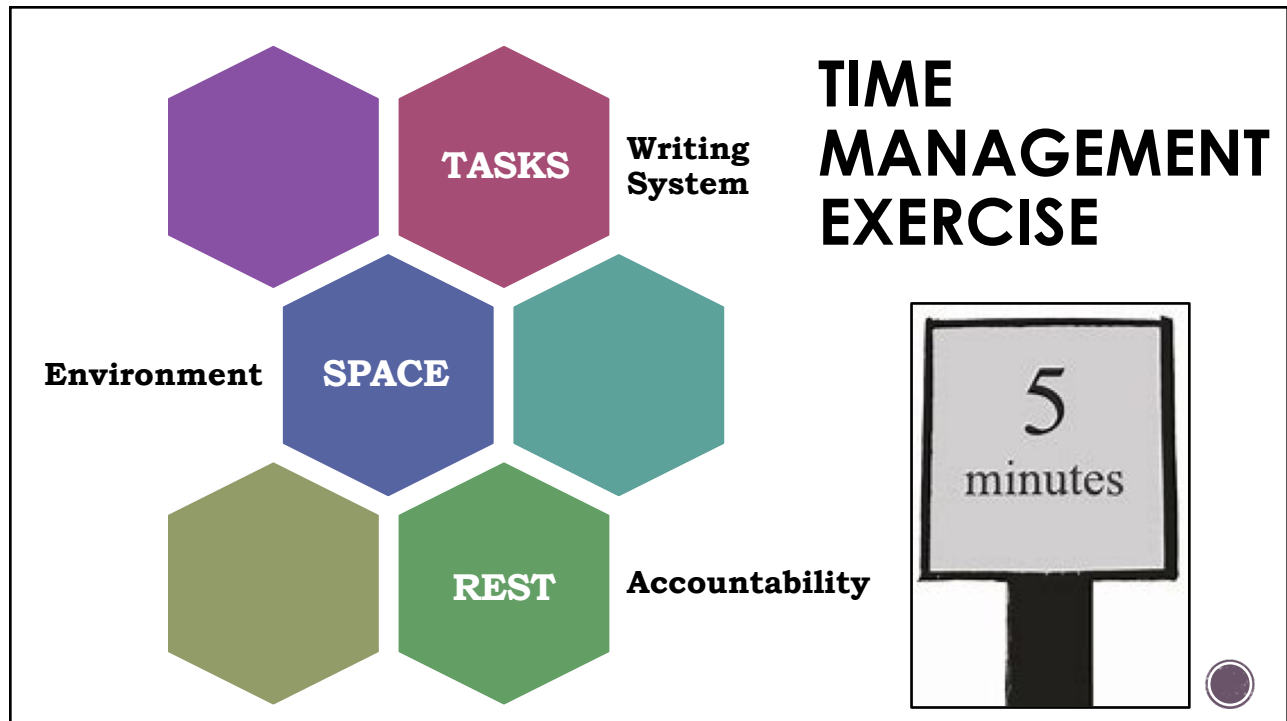 TIME
MANAGEMENT
EXERCISE
TASKS
Writing
System
Environment
SPACE
REST
Accountability
5
minutes